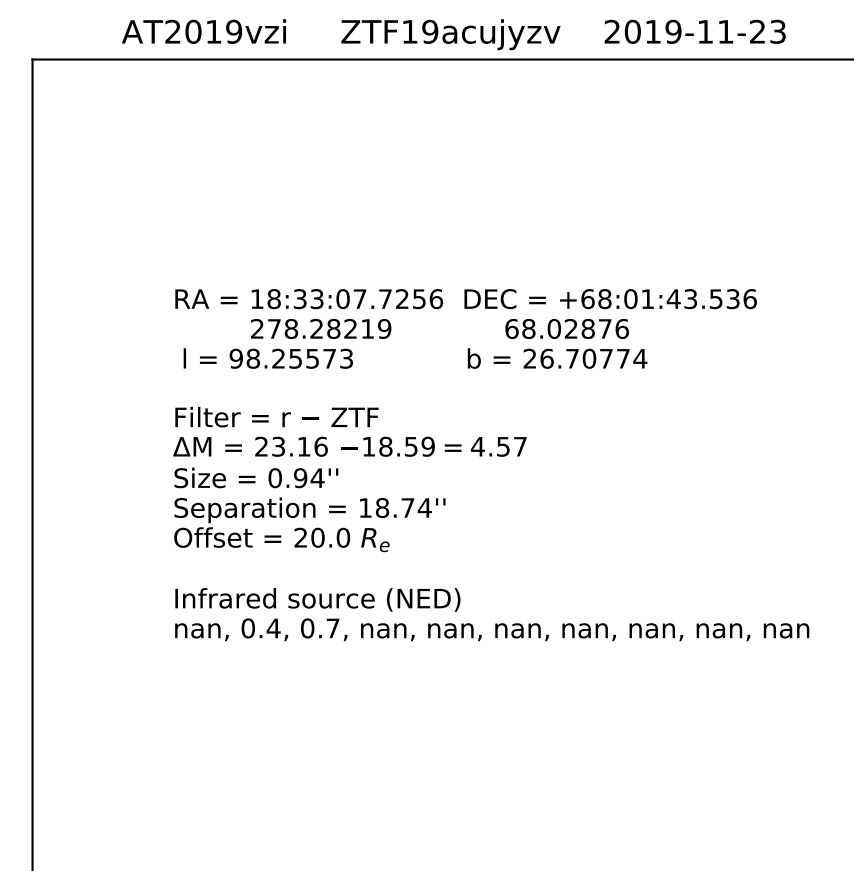 AT2019vzi ZTF19acujyzv 2019-11-23
RA = 18:33:07.7256 DEC = +68:01:43.536
278.28219 68.02876
l = 98.25573 b = 26.70774
Filter = r − ZTF
ΔM = 23.16 −18.59 = 4.57
Size = 0.94''
Separation = 18.74''
Offset = 20.0 Re
Infrared source (NED)
nan, 0.4, 0.7, nan, nan, nan, nan, nan, nan, nan